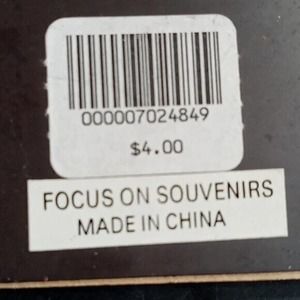 000007024849
$4.00
FOCUS ON SOUVENIRS
MADE IN CHINA